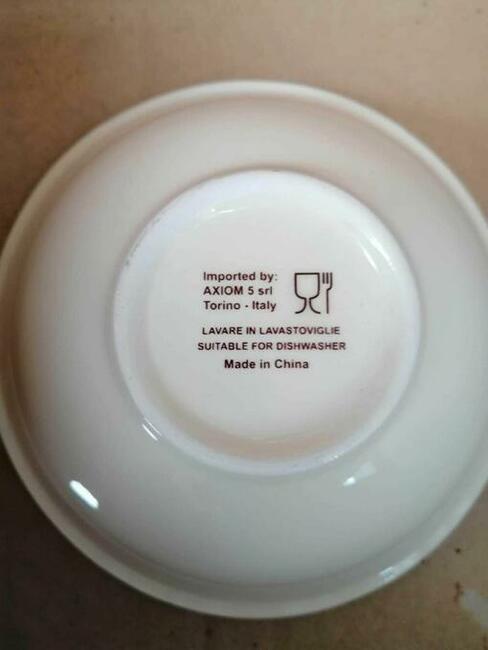 Imported by:
AXIOM 5 srl
Torino - Italy
LAVARE IN LAVASTOVIGLIE
SUITABLE FOR DISHWASHER
Made in China